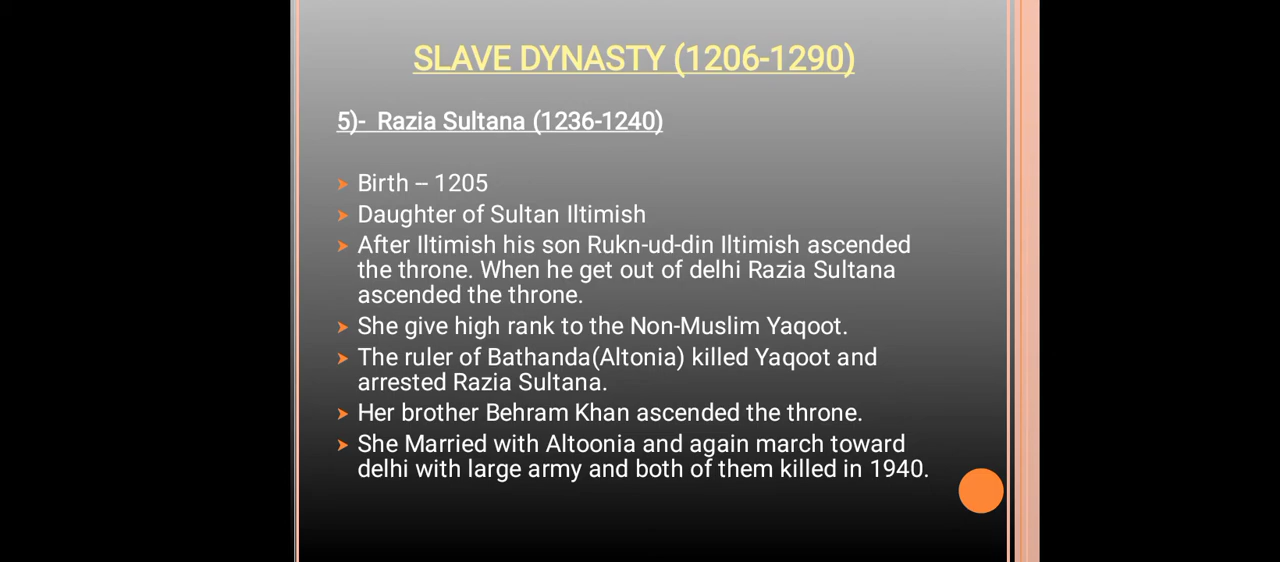 SLAVE DYNASTY (1206-1290)
5)- Razia Sultana (1236-1240)
Birth – 1205
Daughter of Sultan Iltimish
After Iltimish his son Rukn-ud-din Iltimish ascended
the throne. When he get out of delhi Razia Sultana
ascended the throne.
She give high rank to the Non-Muslim Yaqoot.
The ruler of Bathanda(Altonia) killed Yaqoot and
arrested Razia Sultana.
Her brother Behram Khan ascended the throne.
She Married with Altoonia and again march toward
delhi with large army and both of them killed in 1940.